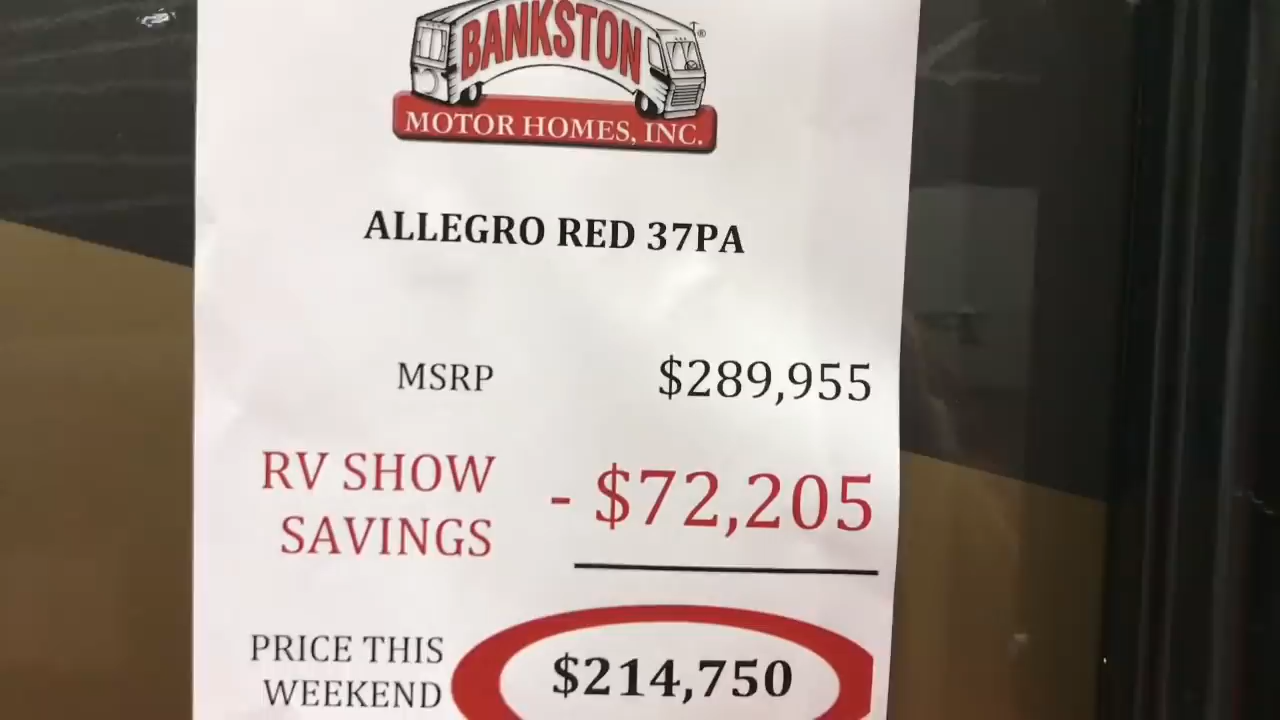 BANKSTON
®
MOTOR HOMES, INC.
ALLEGRO RED 37PA
MSRP $289,955
RV SHOW
SAVINGS - $72,205
PRICE THIS
WEEKEND $214,750